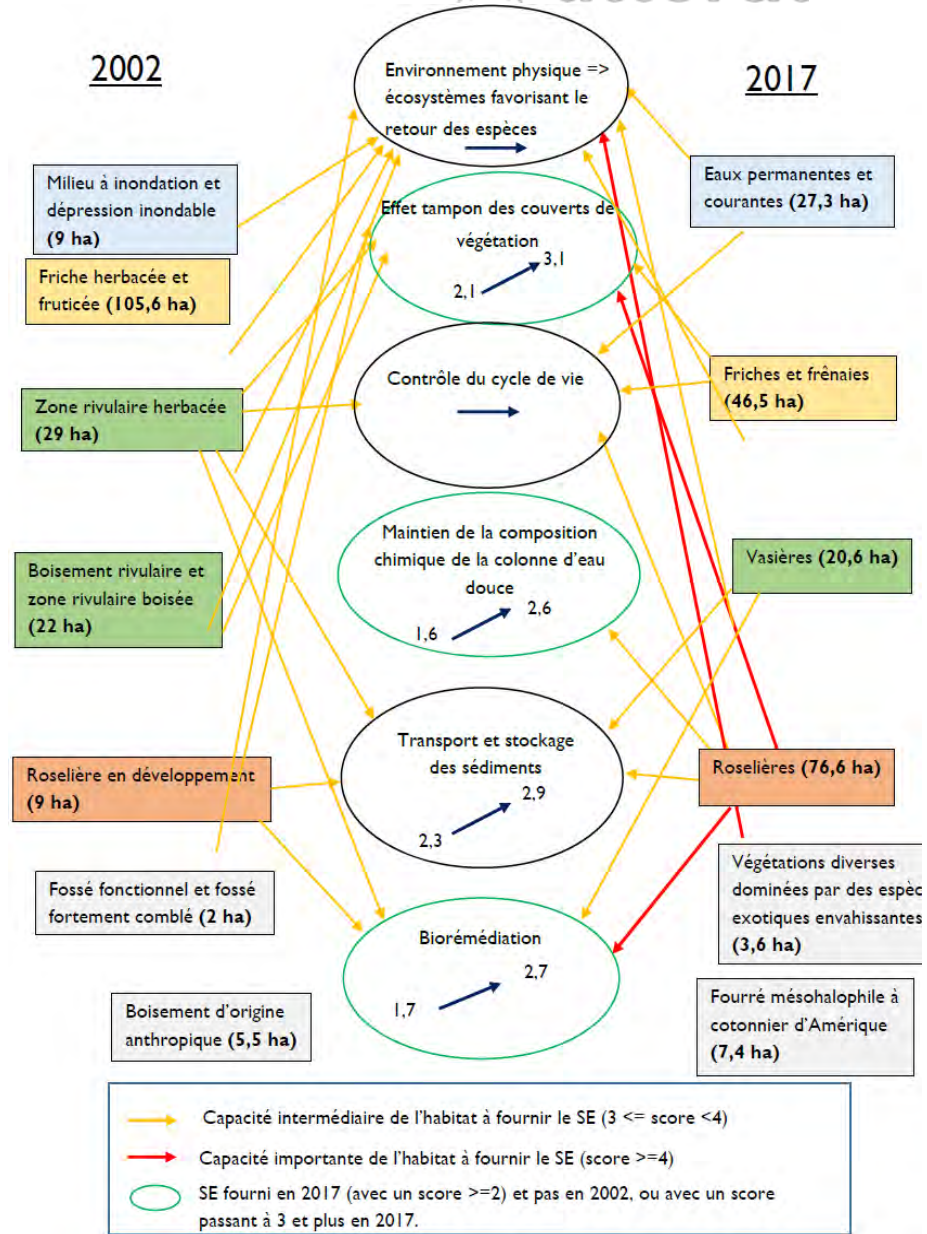 2002
2017
Environnement physique =>
écosystèmes favorisant le
retour des espèces
Milieu à inondation et
dépression inondable
(9 ha)
Friche herbacée et
fruticée (105,6 ha)
Zone rivulaire herbacée
(29 ha)
Boisement rivulaire et
zone rivulaire boisée
(22 ha)
Roselière en développement
(9 ha)
Fossé fonctionnel et fossé
fortement comblé (2 ha)
Boisement d'origine
anthropique (5,5 ha)
Effet tampon des couverts de
végétation
3,1
2,1
Contrôle du cycle de vie
Maintien de la composition
chimique de la colonne d'eau
douce
2,6
1,6
Transport et stockage
des sédiments
2,9
2,3
Biorémédiation
2,7
1,7
Eaux permanentes et
courantes (27,3 ha)
Friches et frênaies
(46,5 ha)
Vasières (20,6 ha)
Roselières (76,6 ha)
Végétations diverses
dominées par des espèc
exotiques envahissantes
(3,6 ha)
Fourré mésohalophile à
cotonnier d'Amérique
(7,4 ha)
Capacité intermédiaire de l'habitat à fournir le SE (3 <= score <4)
Capacité importante de l'habitat à fournir le SE (score >=4)
SE fourni en 2017 (avec un score >=2) et pas en 2002, ou avec un score
passant à 3 et plus en 2017.